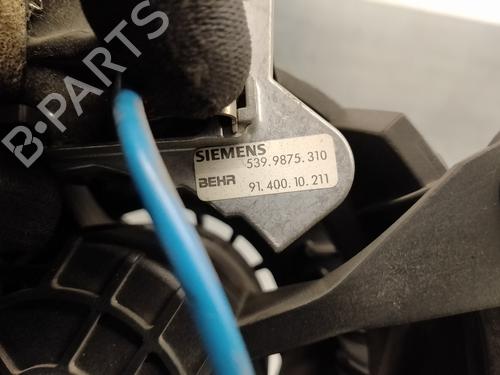 B-PARTS
SIEMENS 539.9875.310
BEHR 91.400.10.211